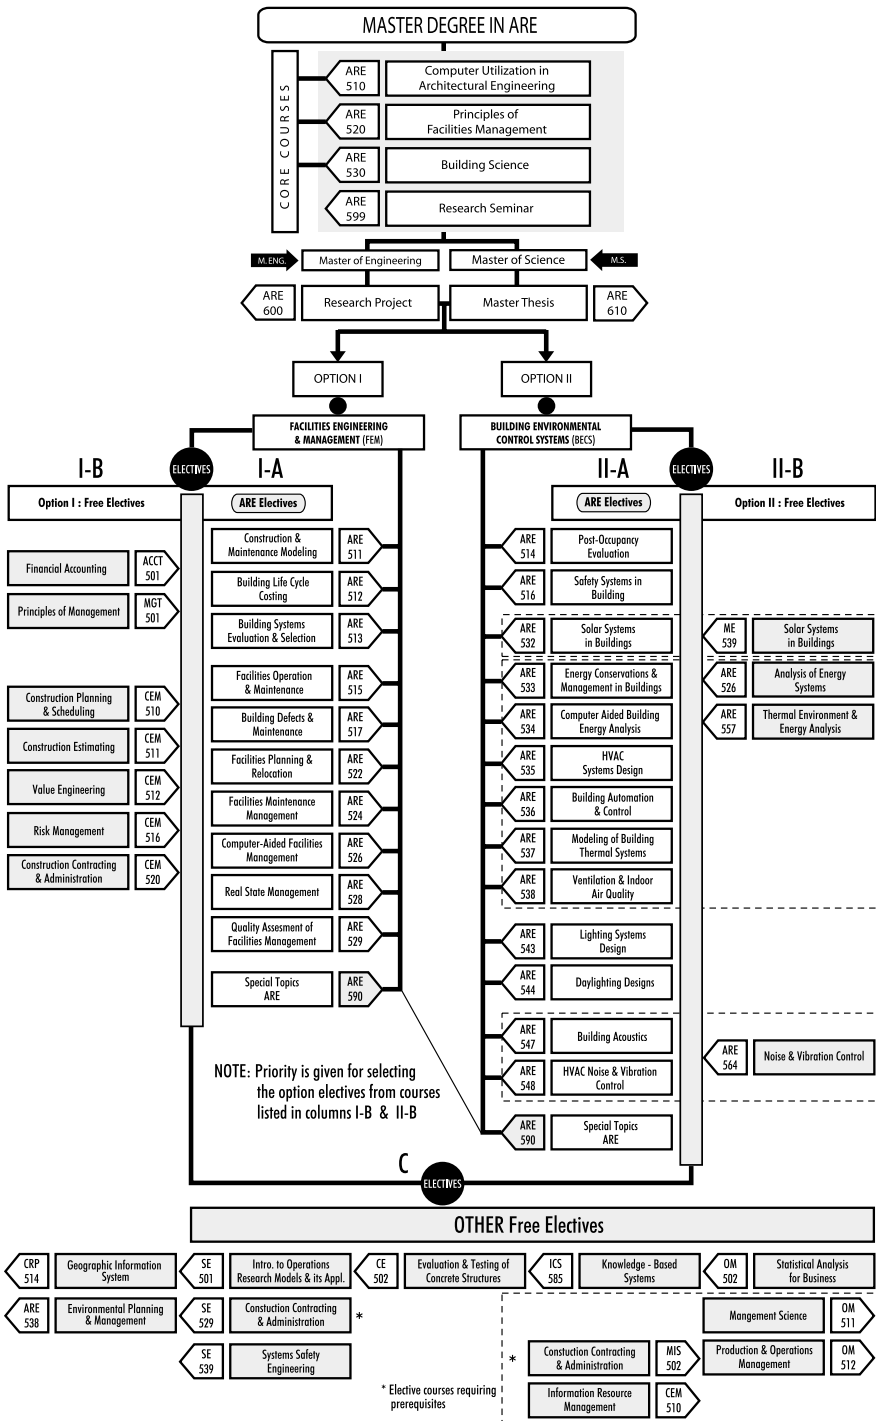 MASTER DEGREE IN ARE
CORE COURSES
ARE
510
Computer Utilization in
Architectural Engineering
ARE
520
Principles of
Facilities Management
ARE
530
Building Science
ARE
599
Research Seminar
M.ENG.
Master of Engineering
Master of Science
M.S.
ARE
600
Research Project
Master Thesis
ARE
610
OPTION I
OPTION II
FACILITIES ENGINEERING
& MANAGEMENT (FEM)
BUILDING ENVIRONMENTAL
CONTROL SYSTEMS (BECS)
I-B
ELECTIVES
I-A
II-A
ELECTIVES
II-B
Option I : Free Electives
ARE Electives
ARE Electives
Option II : Free Electives
Financial Accounting
ACCT
501
Principles of Management
MGT
501
Construction Planning
& Scheduling
CEM
510
Construction Estimating
CEM
511
Value Engineering
CEM
512
Risk Management
CEM
516
Construction Contracting
& Administration
CEM
520
Construction &
Maintenance Modeling
ARE
511
Building Life Cycle
Costing
ARE
512
Building Systems
Evaluation & Selection
ARE
513
Facilities Operation
& Maintenance
ARE
515
Building Defects &
Maintenance
ARE
517
Facilities Planning &
Relocation
ARE
522
Facilities Maintenance
Management
ARE
524
Computer-Aided Facilities
Management
ARE
526
Real State Management
ARE
528
Quality Assesment of
Facilities Management
ARE
529
Special Topics
ARE
ARE
590
ARE
514
Post-Occupancy
Evaluation
ARE
516
Safety Systems in
Building
ARE
532
Solar Systems
in Buildings
ARE
533
Energy Conservations &
Management in Buildings
ARE
534
Computer Aided Building
Energy Analysis
ARE
535
HVAC
Systems Design
ARE
536
Building Automation
& Control
ARE
537
Modeling of Building
Thermal Systems
ARE
538
Ventilation & Indoor
Air Quality
ARE
543
Lighting Systems
Design
ARE
544
Daylighting Designs
ARE
547
Building Acoustics
ARE
548
HVAC Noise & Vibration
Control
ARE
590
Special Topics
ARE
ME
539
Solar Systems
in Buildings
ARE
526
Analysis of Energy
Systems
ARE
557
Thermal Environment &
Energy Analysis
ARE
564
Noise & Vibration Control
NOTE: Priority is given for selecting
the option electives from courses
listed in columns I-B & II-B
C
ELECTIVES
OTHER Free Electives
CRP
514
Geographic Information
System
SE
501
Intro. to Operations
Research Models & its Appl.
CE
502
Evaluation & Testing of
Concrete Structures
ICS
585
Knowledge - Based
Systems
OM
502
Statistical Analysis
for Business
ARE
538
Environmental Planning
& Management
SE
529
Constuction Contracting
& Administration
*
Mangement Science
OM
511
SE
539
Systems Safety
Engineering
*
Constuction Contracting
& Administration
MIS
502
Production & Operations
Management
OM
512
* Elective courses requiring
prerequisites
Information Resource
Management
CEM
510